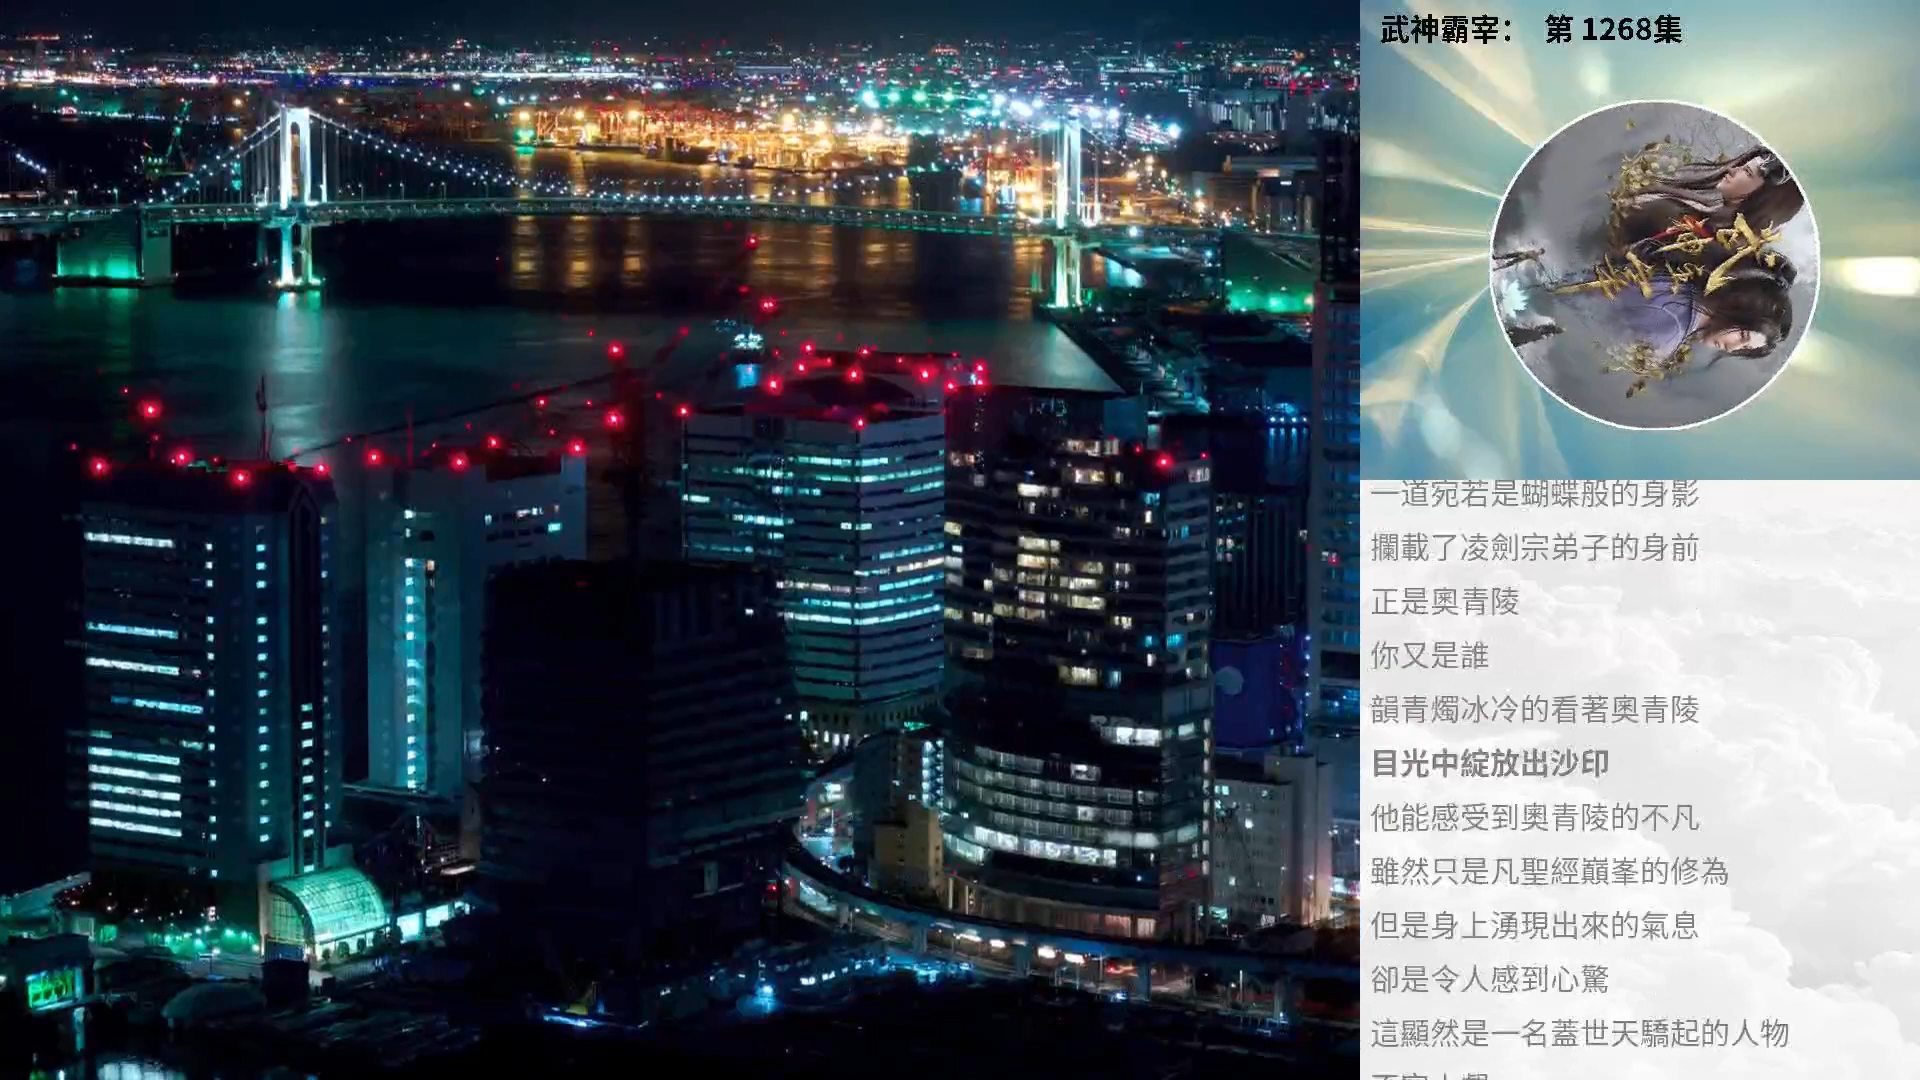 武神霸宰： 第 1268集
一道宛若是蝴蝶般的身影
攔載了凌劍宗弟子的身前
正是奧青陵
你又是誰
韻青燭冰冷的看著奧青陵
目光中綻放出沙印
他能感受到奧青陵的不凡
雖然只是凡聖經巔峯的修為
但是身上湧現出來的氣息
卻是令人感到心驚
這顯然是一名蓋世天驕起的人物